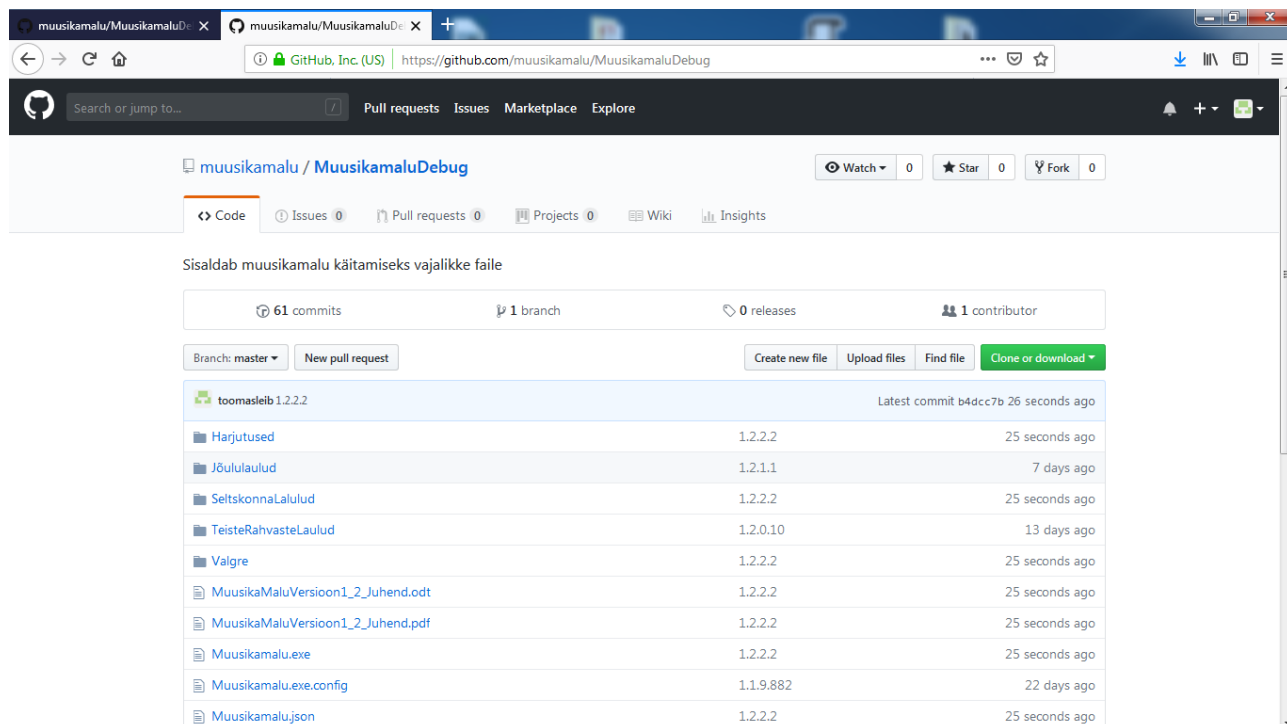 muusikamalu/MuusikamaluDe muusikamalu/MuusikamaluDe
GitHub, Inc. (US) https://github.com/muusikamalu/MuusikamaluDebug
Search or jump to... / Pull requests Issues Marketplace Explore
muusikamalu / MuusikamaluDebug Watch 0 Star 0 Fork 0
Code Issues 0 Pull requests 0 Projects 0 Wiki Insights
Sisaldab muusikamalu käitamiseks vajalikke faile
61 commits 1 branch 0 releases 1 contributor
Branch: master New pull request Create new file Upload files Find file Clone or download
toomasleib 1.2.2.2 Latest commit b4dcc7b 26 seconds ago
Harjutused 1.2.2.2 25 seconds ago
Jõululaulud 1.2.1.1 7 days ago
SeltskonnaLalulud 1.2.2.2 25 seconds ago
TeisteRahvasteLaulud 1.2.0.10 13 days ago
Valgre 1.2.2.2 25 seconds ago
MuusikaMaluVersioon1_2_Juhend.odt 1.2.2.2 25 seconds ago
MuusikaMaluVersioon1_2_Juhend.pdf 1.2.2.2 25 seconds ago
Muusikamalu.exe 1.2.2.2 25 seconds ago
Muusikamalu.exe.config 1.1.9.882 22 days ago
Muusikamalu.json 1.2.2.2 25 seconds ago